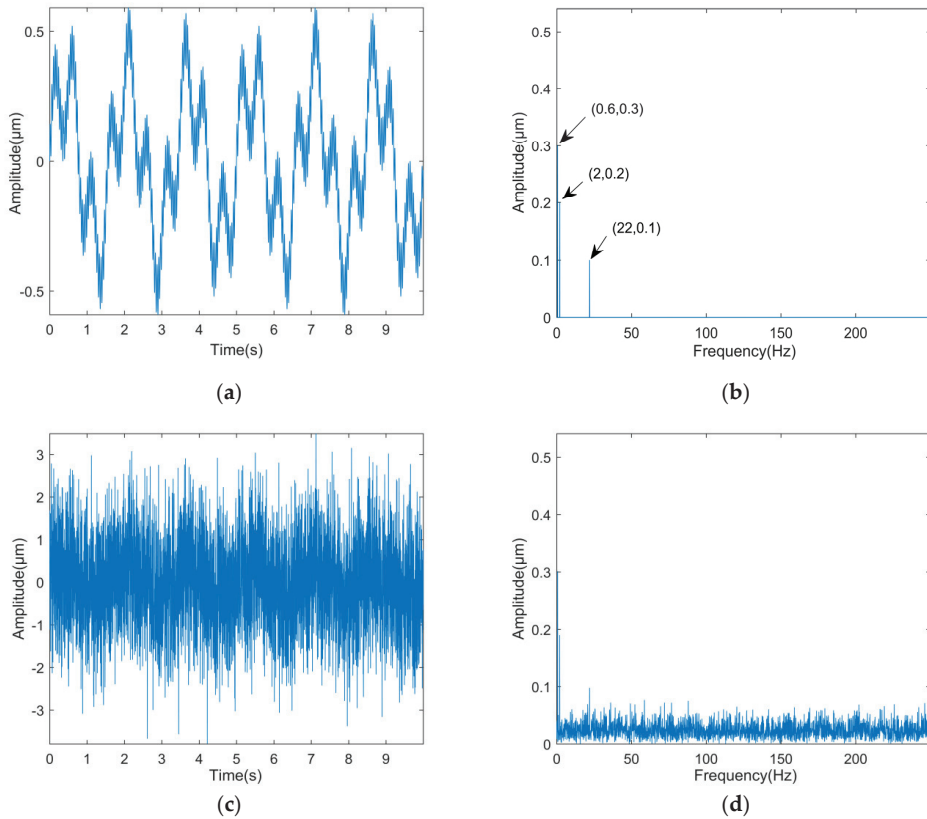 0.5
0
-0.5
Amplitude(μm)
0 1 2 3 4 5 6 7 8 9
Time(s)
(a)
0.5
0.4
0.3
0.2
0.1
0
Amplitude(μm)
(0.6,0.3)
(2,0.2)
(22,0.1)
0 50 100 150 200
Frequency(Hz)
(b)
3
2
1
0
-1
-2
-3
Amplitude(μm)
0 1 2 3 4 5 6 7 8 9
Time(s)
(c)
0.5
0.4
0.3
0.2
0.1
0
Amplitude(μm)
0 50 100 150 200
Frequency(Hz)
(d)